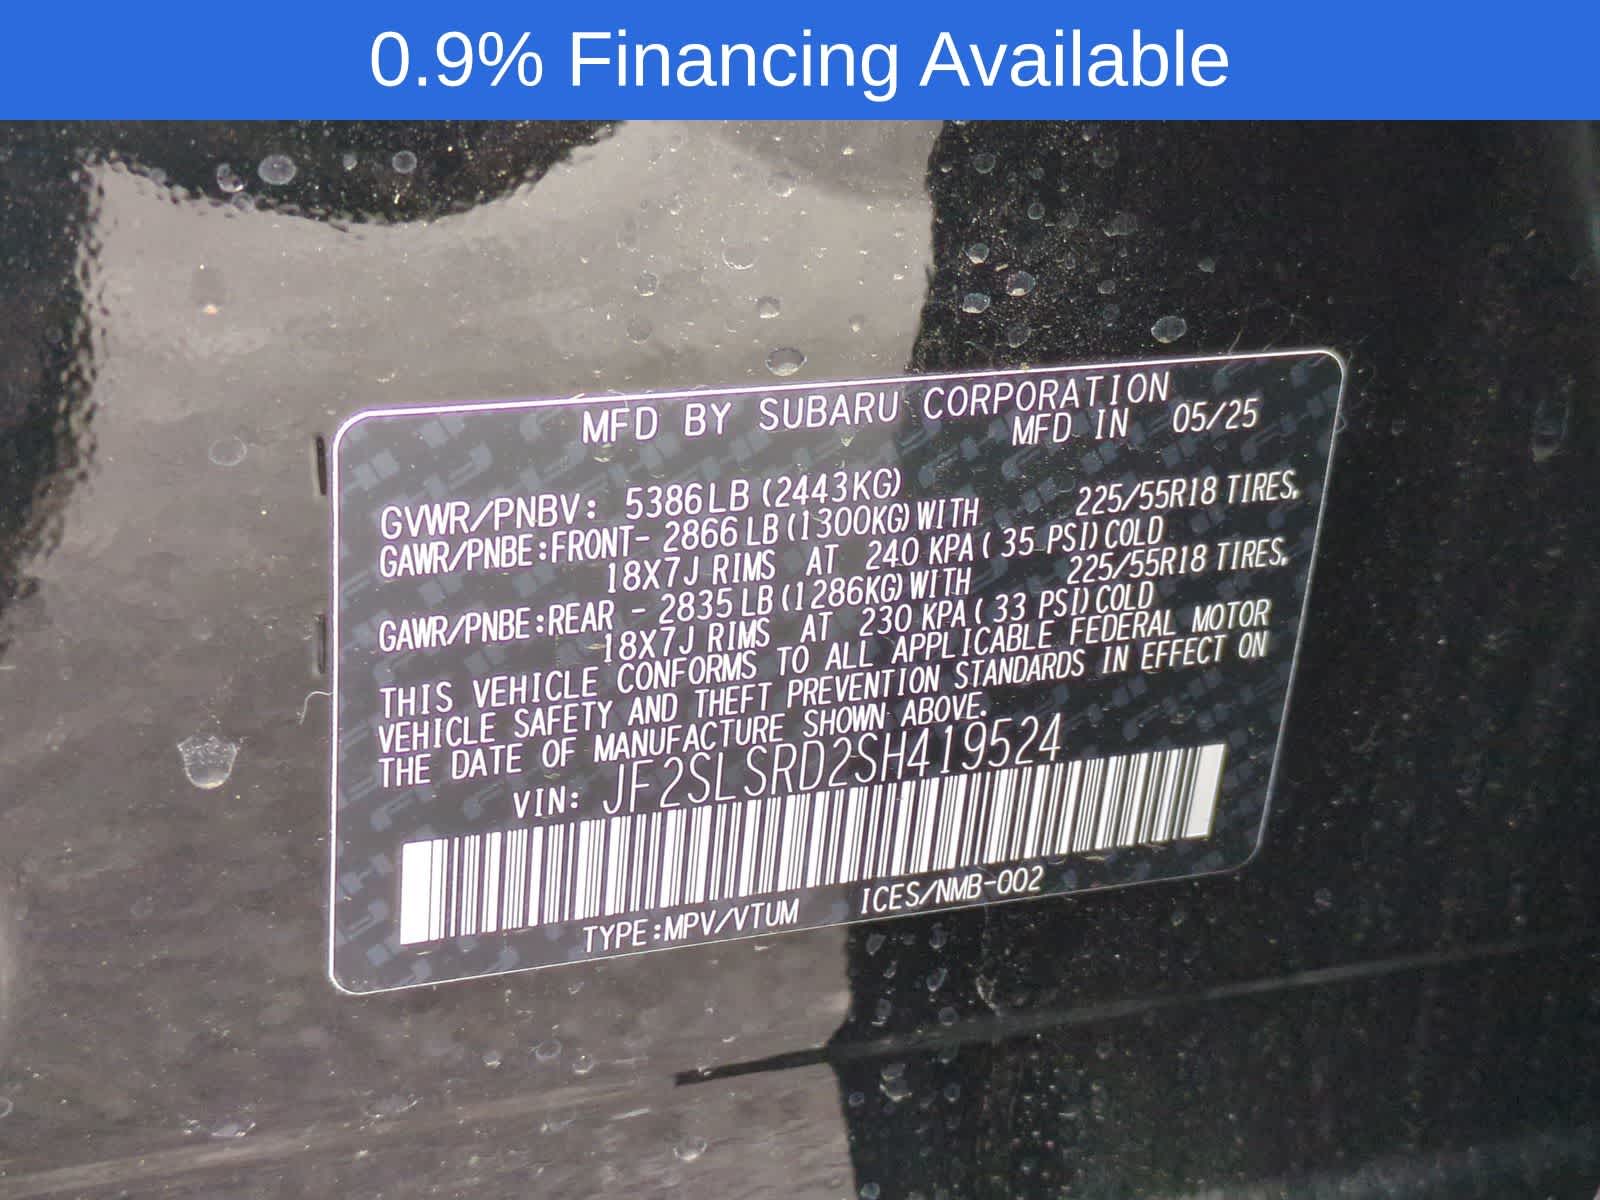 0.9% Financing Available
MFD BY SUBARU CORPORATION
MFD IN 05/25
GVWR/PNBV: 5386LB (2443KG)
GAWR/PNBE:FRONT- 2866 LB (1300KG) WITH 225/55R18 TIRES,
18X7J RIMS AT 240 KPA ( 35 PSI) COLD
GAWR/PNBE:REAR - 2835 LB (1286KG) WITH 225/55R18 TIRES,
18X7J RIMS AT 230 KPA ( 33 PSI) COLD
THIS VEHICLE CONFORMS TO ALL APPLICABLE FEDERAL MOTOR
VEHICLE SAFETY AND THEFT PREVENTION STANDARDS IN EFFECT ON
THE DATE OF MANUFACTURE SHOWN ABOVE.
VIN: JF2SLSRD2SH419524
TYPE:MPV/VTUM ICES/NMB-002